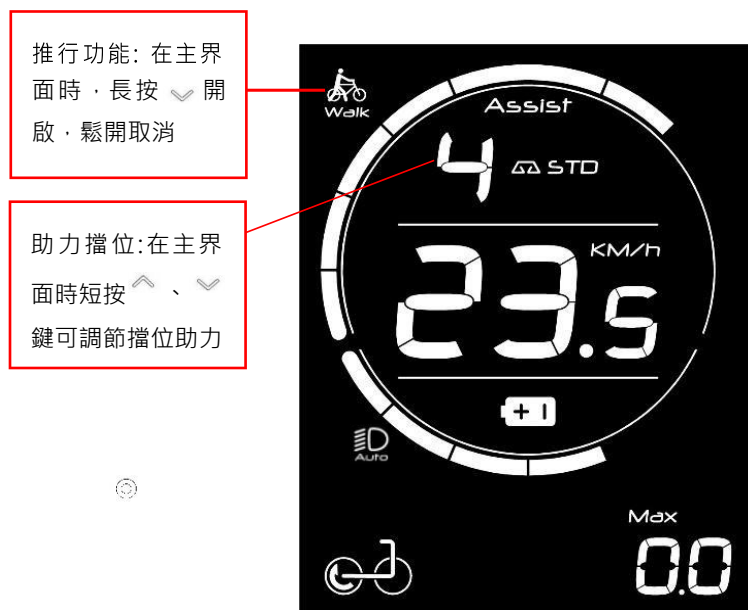 推行功能: 在主界
面時，長按 開
啟，鬆開取消
助力擋位:在主界
面時短按 、
鍵可調節擋位助力
Walk
Assist
4 STD
KM/h
23.5
+ I
Auto
Max
0.0